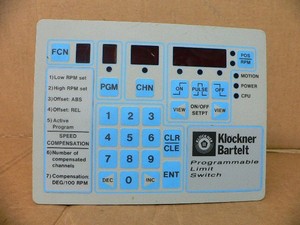 FCN
1) Low RPM set
2) High RPM set
3) Offset: ABS
4) Offset: REL
5) Active
Program
SPEED
COMPENSATION
6) Number of
compensated
channels
7) Compensation:
DEG/100 RPM
PGM
CHN
ON
PULSE
OFF
POS
RPM
MOTION
POWER
CPU
VIEW
ON/OFF
SETPT
VIEW
1
2
3
4
5
6
7
8
9
DEC
0
INC
CLR
CLE
ENT
Klockner
Bartelt
Programmable
Limit
Switch